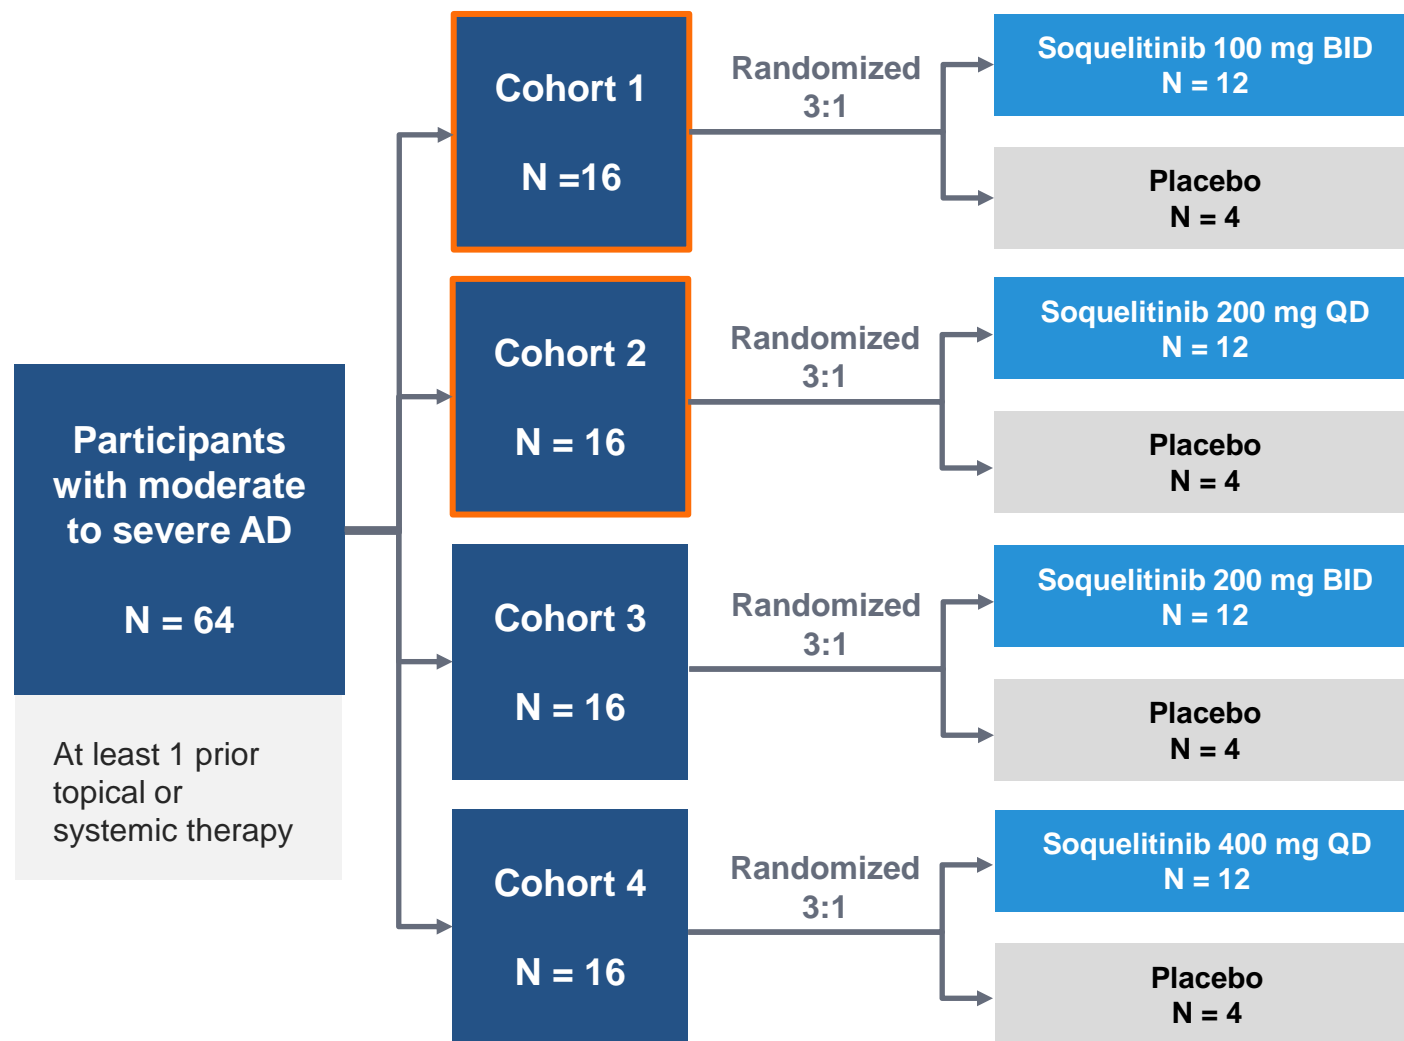 Participants
with moderate
to severe AD
N = 64
At least 1 prior
topical or
systemic therapy
Cohort 1
N =16
Randomized
3:1
Soquelitinib 100 mg BID
N = 12
Placebo
N = 4
Cohort 2
N = 16
Randomized
3:1
Soquelitinib 200 mg QD
N = 12
Placebo
N = 4
Cohort 3
N = 16
Randomized
3:1
Soquelitinib 200 mg BID
N = 12
Placebo
N = 4
Cohort 4
N = 16
Randomized
3:1
Soquelitinib 400 mg QD
N = 12
Placebo
N = 4